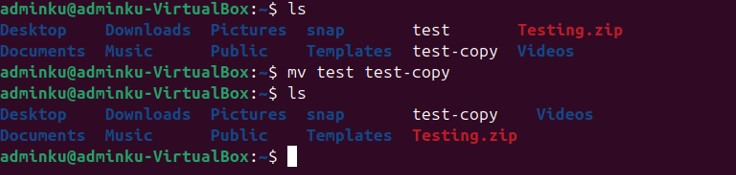 adminku@adminku-VirtualBox:~$ ls
Desktop    Downloads  Pictures  snap       test       Testing.zip
Documents  Music      Public    Templates  test-copy  Videos
adminku@adminku-VirtualBox:~$ mv test test-copy
adminku@adminku-VirtualBox:~$ ls
Desktop    Downloads  Pictures  snap       test-copy    Videos
Documents  Music      Public    Templates  Testing.zip
adminku@adminku-VirtualBox:~$